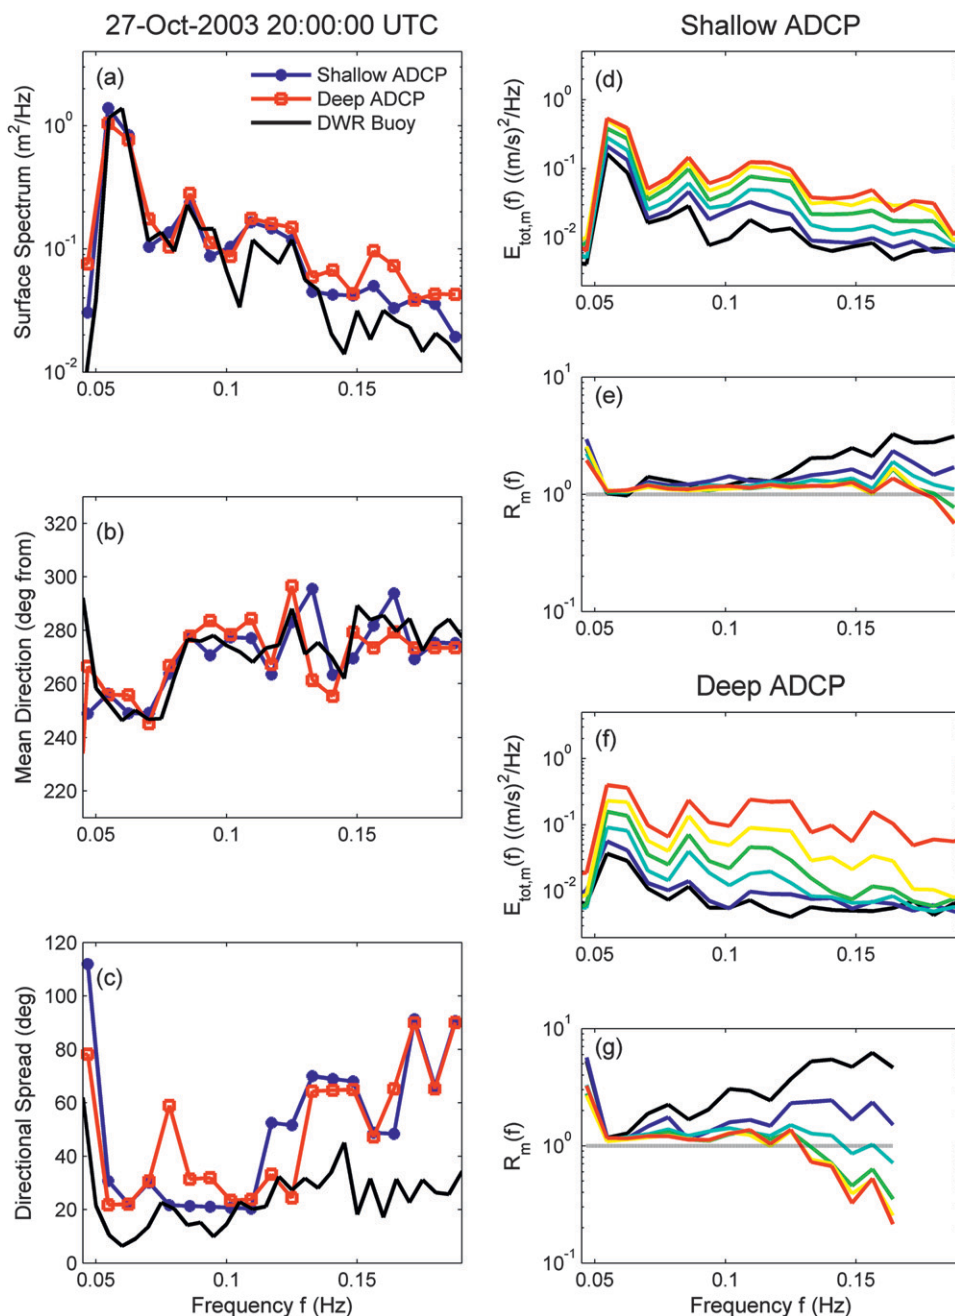 27-Oct-2003 20:00:00 UTC
(a)
Shallow ADCP
Deep ADCP
DWR Buoy
Surface Spectrum (m²/Hz)
10⁰
10⁻¹
10⁻²
0.05
0.1
0.15
(b)
Mean Direction (deg from)
320
300
280
260
240
220
0.05
0.1
0.15
(c)
Directional Spread (deg)
120
100
80
60
40
20
0
0.05
0.1
0.15
Frequency f (Hz)
Shallow ADCP
(d)
E_tot,m(f) ((m/s)²/Hz)
10⁰
10⁻¹
10⁻²
0.05
0.1
0.15
(e)
R_m(f)
10¹
10⁰
10⁻¹
0.05
0.1
0.15
Deep ADCP
(f)
E_tot,m(f) ((m/s)²/Hz)
10⁰
10⁻¹
10⁻²
0.05
0.1
0.15
(g)
R_m(f)
10¹
10⁰
10⁻¹
0.05
0.1
0.15
Frequency f (Hz)